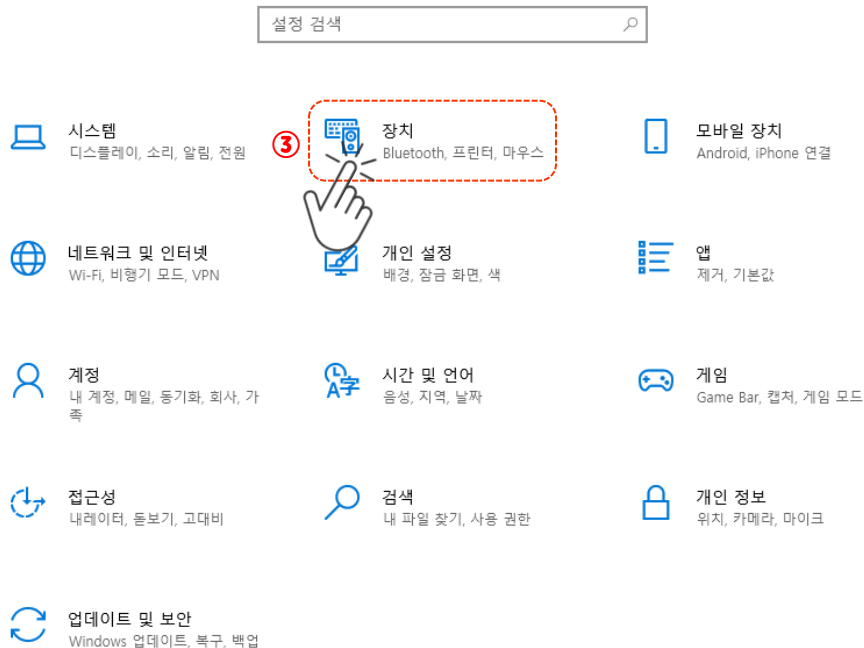 설정 검색
시스템
디스플레이, 소리, 알림, 전원
③
장치
Bluetooth, 프린터, 마우스
모바일 장치
Android, iPhone 연결
네트워크 및 인터넷
Wi-Fi, 비행기 모드, VPN
개인 설정
배경, 잠금 화면, 색
앱
제거, 기본값
계정
내 계정, 메일, 동기화, 회사, 가
족
시간 및 언어
음성, 지역, 날짜
게임
Game Bar, 캡처, 게임 모드
접근성
내레이터, 돋보기, 고대비
검색
내 파일 찾기, 사용 권한
개인 정보
위치, 카메라, 마이크
업데이트 및 보안
Windows 업데이트, 복구, 백업